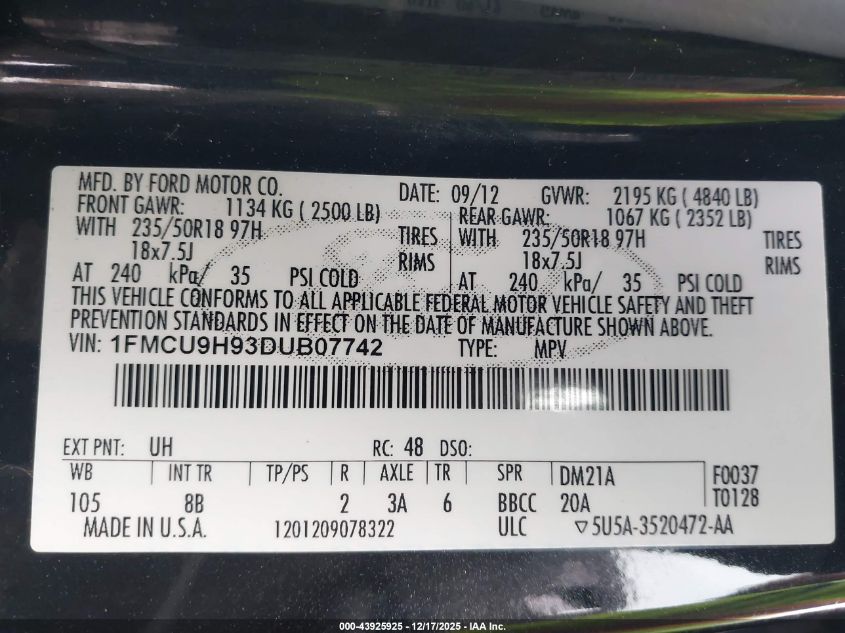 MFD. BY FORD MOTOR CO. DATE: 09/12 GVWR: 2195 KG ( 4840 LB)
FRONT GAWR: 1134 KG ( 2500 LB) REAR GAWR: 1067 KG ( 2352 LB)
WITH 235/50R18 97H TIRES WITH 235/50R18 97H TIRES
18x7.5J RIMS 18x7.5J RIMS
AT 240 kPa/ 35 PSI COLD AT 240 kPa/ 35 PSI COLD
THIS VEHICLE CONFORMS TO ALL APPLICABLE FEDERAL MOTOR VEHICLE SAFETY AND THEFT
PREVENTION STANDARDS IN EFFECT ON THE DATE OF MANUFACTURE SHOWN ABOVE.
VIN: 1FMCU9H93DUB07742 TYPE: MPV
EXT PNT: UH RC: 48 DSO:
WB INT TR TP/PS R AXLE TR SPR DM21A F0037
105 8B 2 3A 6 BBCC 20A T0128
MADE IN U.S.A. 1201209078322 ULC ▽5U5A-3520472-AA
000-43925925 - 12/17/2025 - IAA Inc.